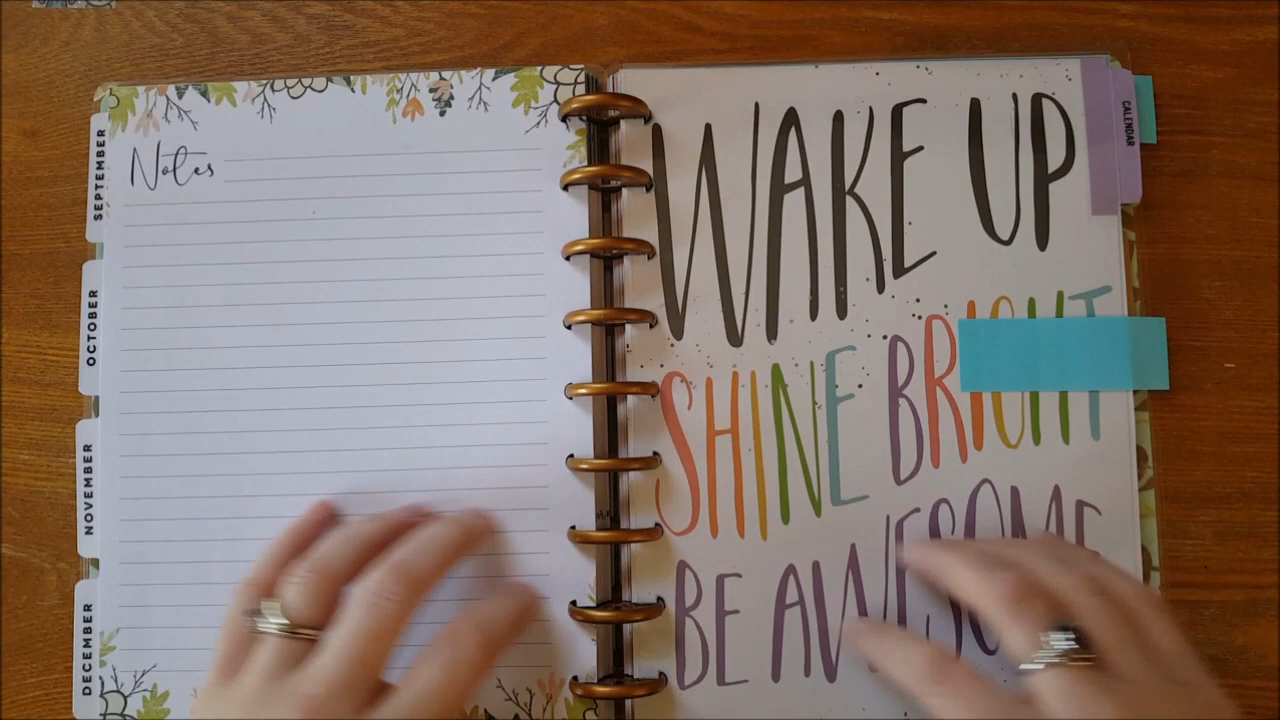 SEPTEMBER
OCTOBER
NOVEMBER
DECEMBER
Notes
WAKE UP
SHINE BRIGHT
BE AWESOME
CALENDAR